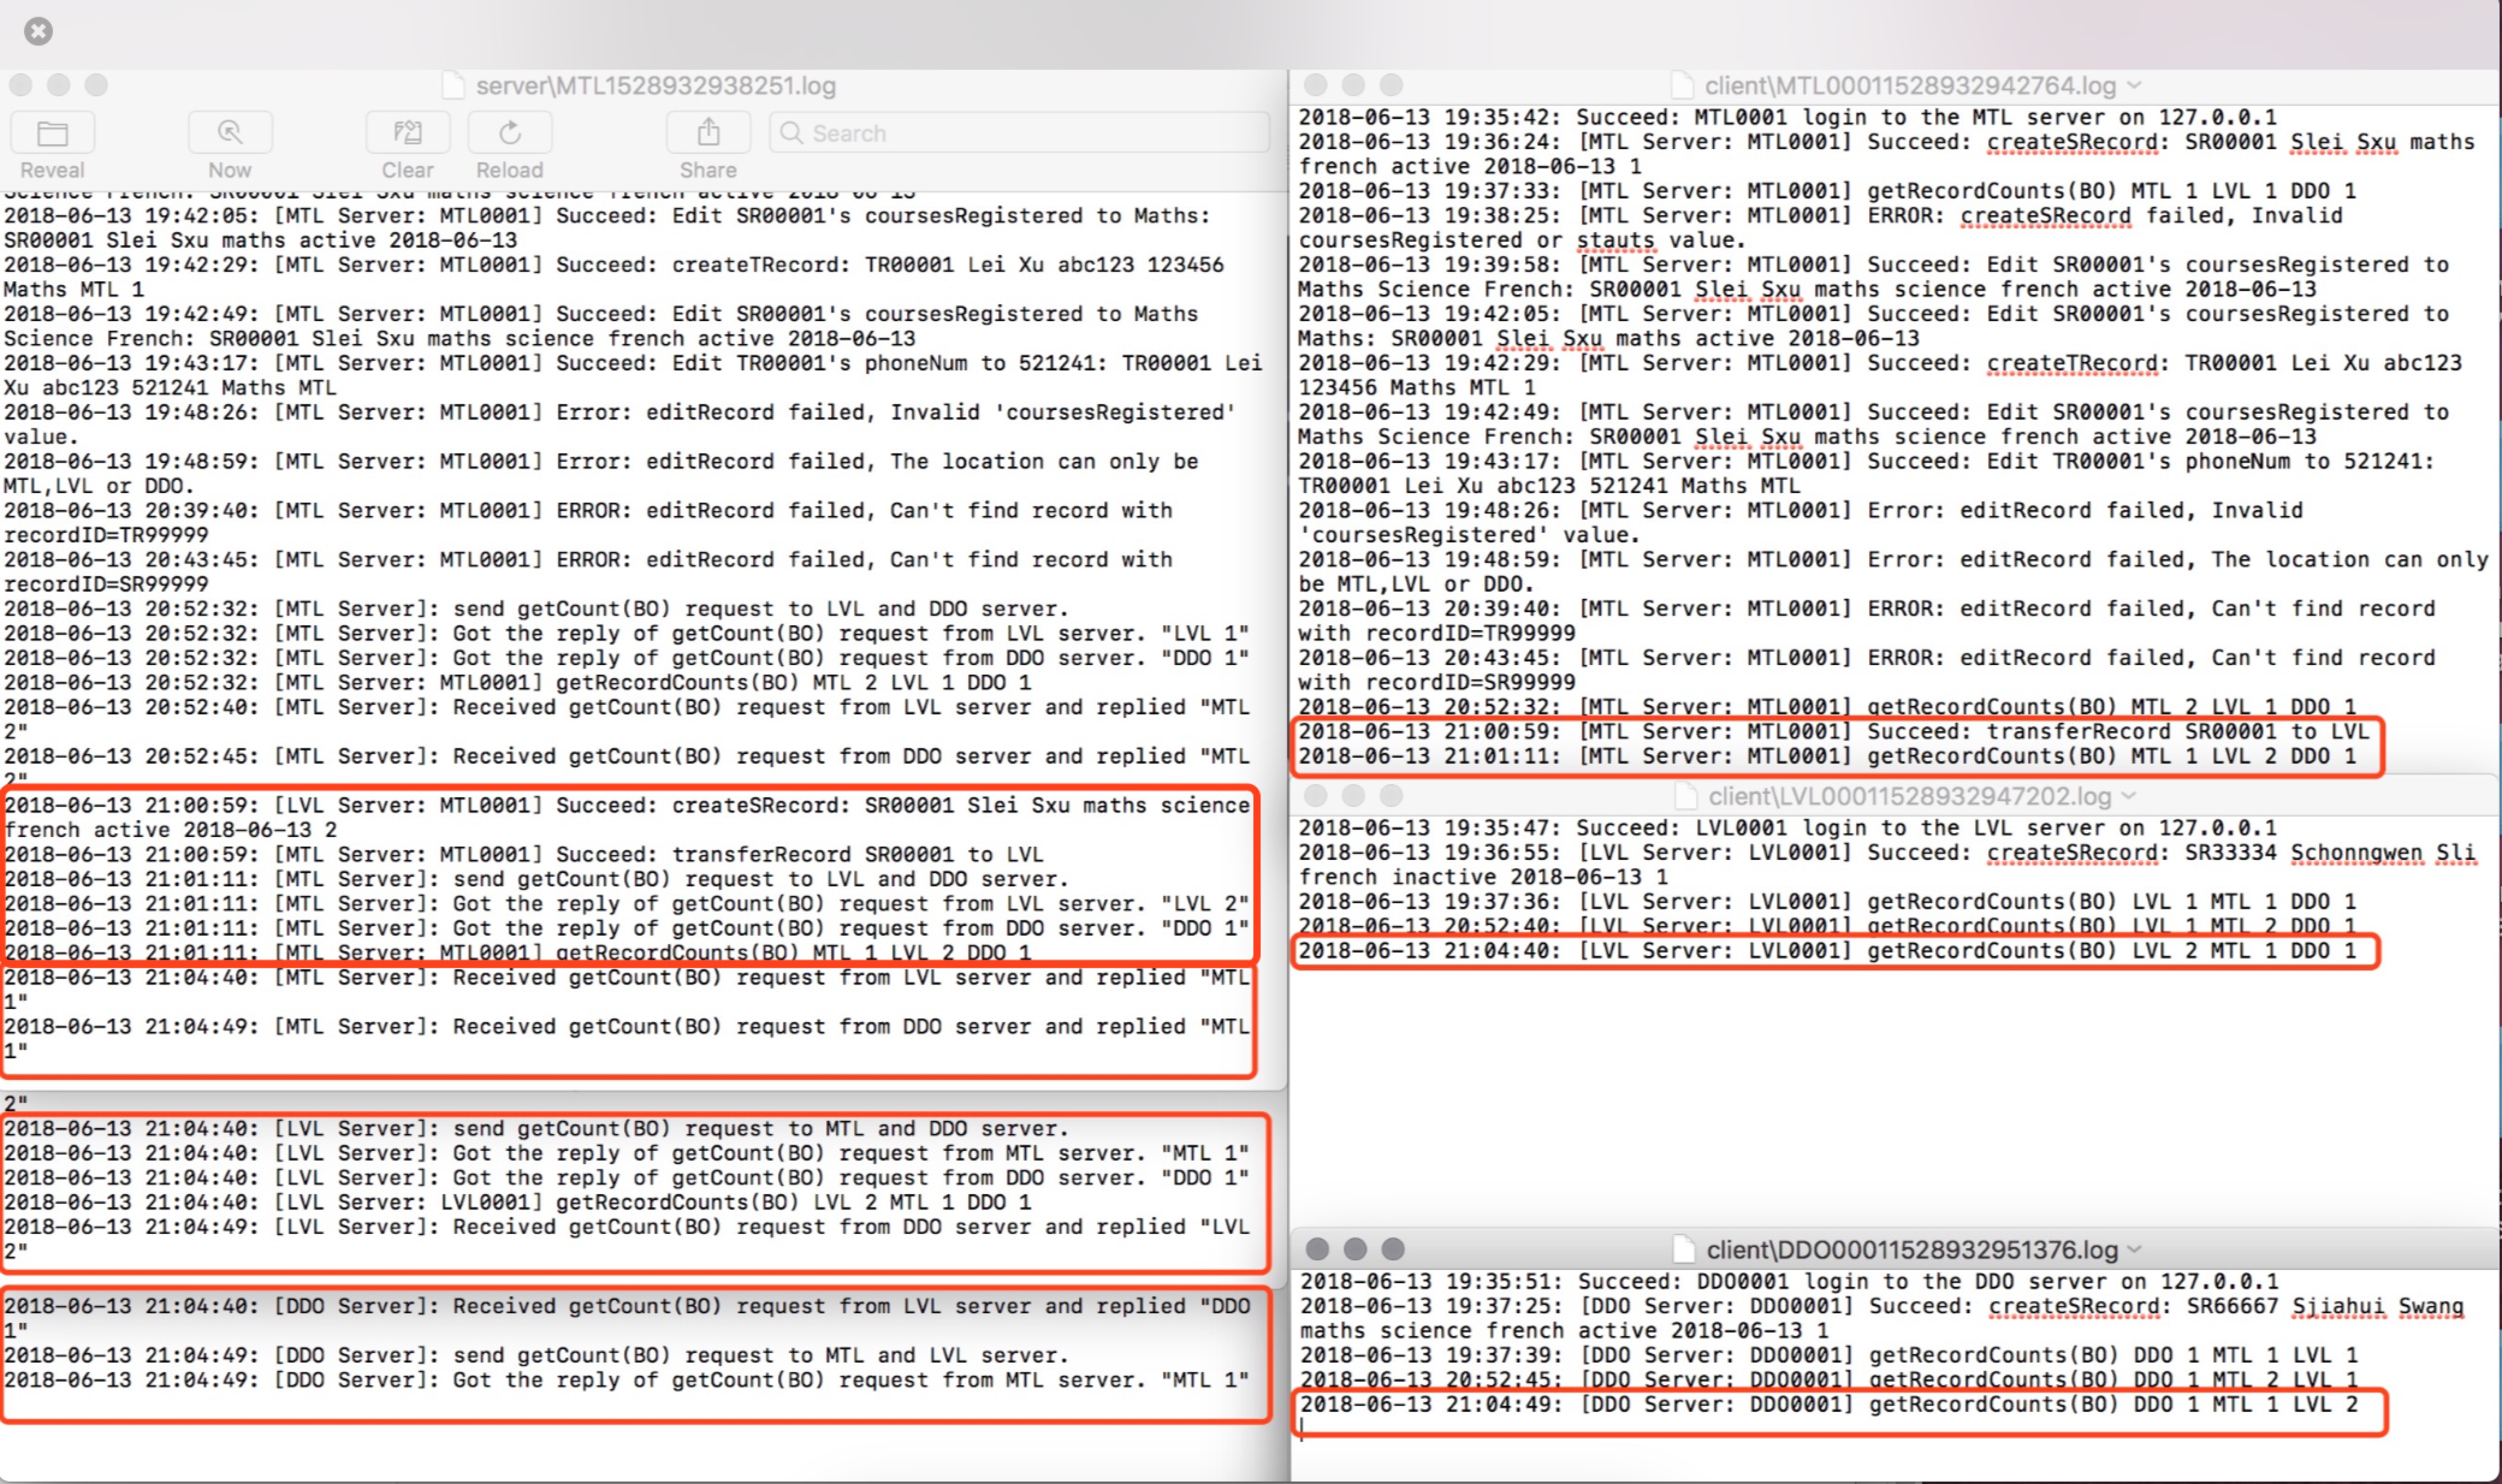 server\MTL1528932938251.log
Reveal
Now
Clear
Reload
Share
Search
Science French: SR00001 Slei Sxu maths science french active 2018-06-13
2018-06-13 19:42:05: [MTL Server: MTL0001] Succeed: Edit SR00001's coursesRegistered to Maths:
SR00001 Slei Sxu maths active 2018-06-13
2018-06-13 19:42:29: [MTL Server: MTL0001] Succeed: createTRecord: TR00001 Lei Xu abc123 123456
Maths MTL 1
2018-06-13 19:42:49: [MTL Server: MTL0001] Succeed: Edit SR00001's coursesRegistered to Maths
Science French: SR00001 Slei Sxu maths science french active 2018-06-13
2018-06-13 19:43:17: [MTL Server: MTL0001] Succeed: Edit TR00001's phoneNum to 521241: TR00001 Lei
Xu abc123 521241 Maths MTL
2018-06-13 19:48:26: [MTL Server: MTL0001] Error: editRecord failed, Invalid 'coursesRegistered'
value.
2018-06-13 19:48:59: [MTL Server: MTL0001] Error: editRecord failed, The location can only be
MTL,LVL or DDO.
2018-06-13 20:39:40: [MTL Server: MTL0001] ERROR: editRecord failed, Can't find record with
recordID=TR99999
2018-06-13 20:43:45: [MTL Server: MTL0001] ERROR: editRecord failed, Can't find record with
recordID=SR99999
2018-06-13 20:52:32: [MTL Server]: send getCount(BO) request to LVL and DDO server.
2018-06-13 20:52:32: [MTL Server]: Got the reply of getCount(BO) request from LVL server. "LVL 1"
2018-06-13 20:52:32: [MTL Server]: Got the reply of getCount(BO) request from DDO server. "DDO 1"
2018-06-13 20:52:32: [MTL Server: MTL0001] getRecordCounts(BO) MTL 2 LVL 1 DDO 1
2018-06-13 20:52:40: [MTL Server]: Received getCount(BO) request from LVL server and replied "MTL
2"
2018-06-13 20:52:45: [MTL Server]: Received getCount(BO) request from DDO server and replied "MTL
2"
2018-06-13 21:00:59: [LVL Server: MTL0001] Succeed: createSRecord: SR00001 Slei Sxu maths science
french active 2018-06-13 2
2018-06-13 21:00:59: [MTL Server: MTL0001] Succeed: transferRecord SR00001 to LVL
2018-06-13 21:01:11: [MTL Server]: send getCount(BO) request to LVL and DDO server.
2018-06-13 21:01:11: [MTL Server]: Got the reply of getCount(BO) request from LVL server. "LVL 2"
2018-06-13 21:01:11: [MTL Server]: Got the reply of getCount(BO) request from DDO server. "DDO 1"
2018-06-13 21:01:11: [MTL Server: MTL0001] getRecordCounts(BO) MTL 1 LVL 2 DDO 1
2018-06-13 21:04:40: [MTL Server]: Received getCount(BO) request from LVL server and replied "MTL
1"
2018-06-13 21:04:49: [MTL Server]: Received getCount(BO) request from DDO server and replied "MTL
1"
2"
2018-06-13 21:04:40: [LVL Server]: send getCount(BO) request to MTL and DDO server.
2018-06-13 21:04:40: [LVL Server]: Got the reply of getCount(BO) request from MTL server. "MTL 1"
2018-06-13 21:04:40: [LVL Server]: Got the reply of getCount(BO) request from DDO server. "DDO 1"
2018-06-13 21:04:40: [LVL Server: LVL0001] getRecordCounts(BO) LVL 2 MTL 1 DDO 1
2018-06-13 21:04:49: [LVL Server]: Received getCount(BO) request from DDO server and replied "LVL
2"
2018-06-13 21:04:40: [DDO Server]: Received getCount(BO) request from LVL server and replied "DDO
1"
2018-06-13 21:04:49: [DDO Server]: send getCount(BO) request to MTL and LVL server.
2018-06-13 21:04:49: [DDO Server]: Got the reply of getCount(BO) request from MTL server. "MTL 1"
client\MTL00011528932942764.log
2018-06-13 19:35:42: Succeed: MTL0001 login to the MTL server on 127.0.0.1
2018-06-13 19:36:24: [MTL Server: MTL0001] Succeed: createSRecord: SR00001 Slei Sxu maths
french active 2018-06-13 1
2018-06-13 19:37:33: [MTL Server: MTL0001] getRecordCounts(BO) MTL 1 LVL 1 DDO 1
2018-06-13 19:38:25: [MTL Server: MTL0001] ERROR: createSRecord failed, Invalid
coursesRegistered or stauts value.
2018-06-13 19:39:58: [MTL Server: MTL0001] Succeed: Edit SR00001's coursesRegistered to
Maths Science French: SR00001 Slei Sxu maths science french active 2018-06-13
2018-06-13 19:42:05: [MTL Server: MTL0001] Succeed: Edit SR00001's coursesRegistered to
Maths: SR00001 Slei Sxu maths active 2018-06-13
2018-06-13 19:42:29: [MTL Server: MTL0001] Succeed: createTRecord: TR00001 Lei Xu abc123
123456 Maths MTL 1
2018-06-13 19:42:49: [MTL Server: MTL0001] Succeed: Edit SR00001's coursesRegistered to
Maths Science French: SR00001 Slei Sxu maths science french active 2018-06-13
2018-06-13 19:43:17: [MTL Server: MTL0001] Succeed: Edit TR00001's phoneNum to 521241:
TR00001 Lei Xu abc123 521241 Maths MTL
2018-06-13 19:48:26: [MTL Server: MTL0001] Error: editRecord failed, Invalid
'coursesRegistered' value.
2018-06-13 19:48:59: [MTL Server: MTL0001] Error: editRecord failed, The location can only
be MTL,LVL or DDO.
2018-06-13 20:39:40: [MTL Server: MTL0001] ERROR: editRecord failed, Can't find record
with recordID=TR99999
2018-06-13 20:43:45: [MTL Server: MTL0001] ERROR: editRecord failed, Can't find record
with recordID=SR99999
2018-06-13 20:52:32: [MTL Server: MTL0001] getRecordCounts(BO) MTL 2 LVL 1 DDO 1
2018-06-13 21:00:59: [MTL Server: MTL0001] Succeed: transferRecord SR00001 to LVL
2018-06-13 21:01:11: [MTL Server: MTL0001] getRecordCounts(BO) MTL 1 LVL 2 DDO 1
client\LVL00011528932947202.log
2018-06-13 19:35:47: Succeed: LVL0001 login to the LVL server on 127.0.0.1
2018-06-13 19:36:55: [LVL Server: LVL0001] Succeed: createSRecord: SR33334 Schonngwen Sli
french inactive 2018-06-13 1
2018-06-13 19:37:36: [LVL Server: LVL0001] getRecordCounts(BO) LVL 1 MTL 1 DDO 1
2018-06-13 20:52:40: [LVL Server: LVL0001] getRecordCounts(BO) LVL 1 MTL 2 DDO 1
2018-06-13 21:04:40: [LVL Server: LVL0001] getRecordCounts(BO) LVL 2 MTL 1 DDO 1
client\DDO00011528932951376.log
2018-06-13 19:35:51: Succeed: DDO0001 login to the DDO server on 127.0.0.1
2018-06-13 19:37:25: [DDO Server: DDO0001] Succeed: createSRecord: SR66667 Sjiahui Swang
maths science french active 2018-06-13 1
2018-06-13 19:37:39: [DDO Server: DDO0001] getRecordCounts(BO) DDO 1 MTL 1 LVL 1
2018-06-13 20:52:45: [DDO Server: DDO0001] getRecordCounts(BO) DDO 1 MTL 2 LVL 1
2018-06-13 21:04:49: [DDO Server: DDO0001] getRecordCounts(BO) DDO 1 MTL 1 LVL 2